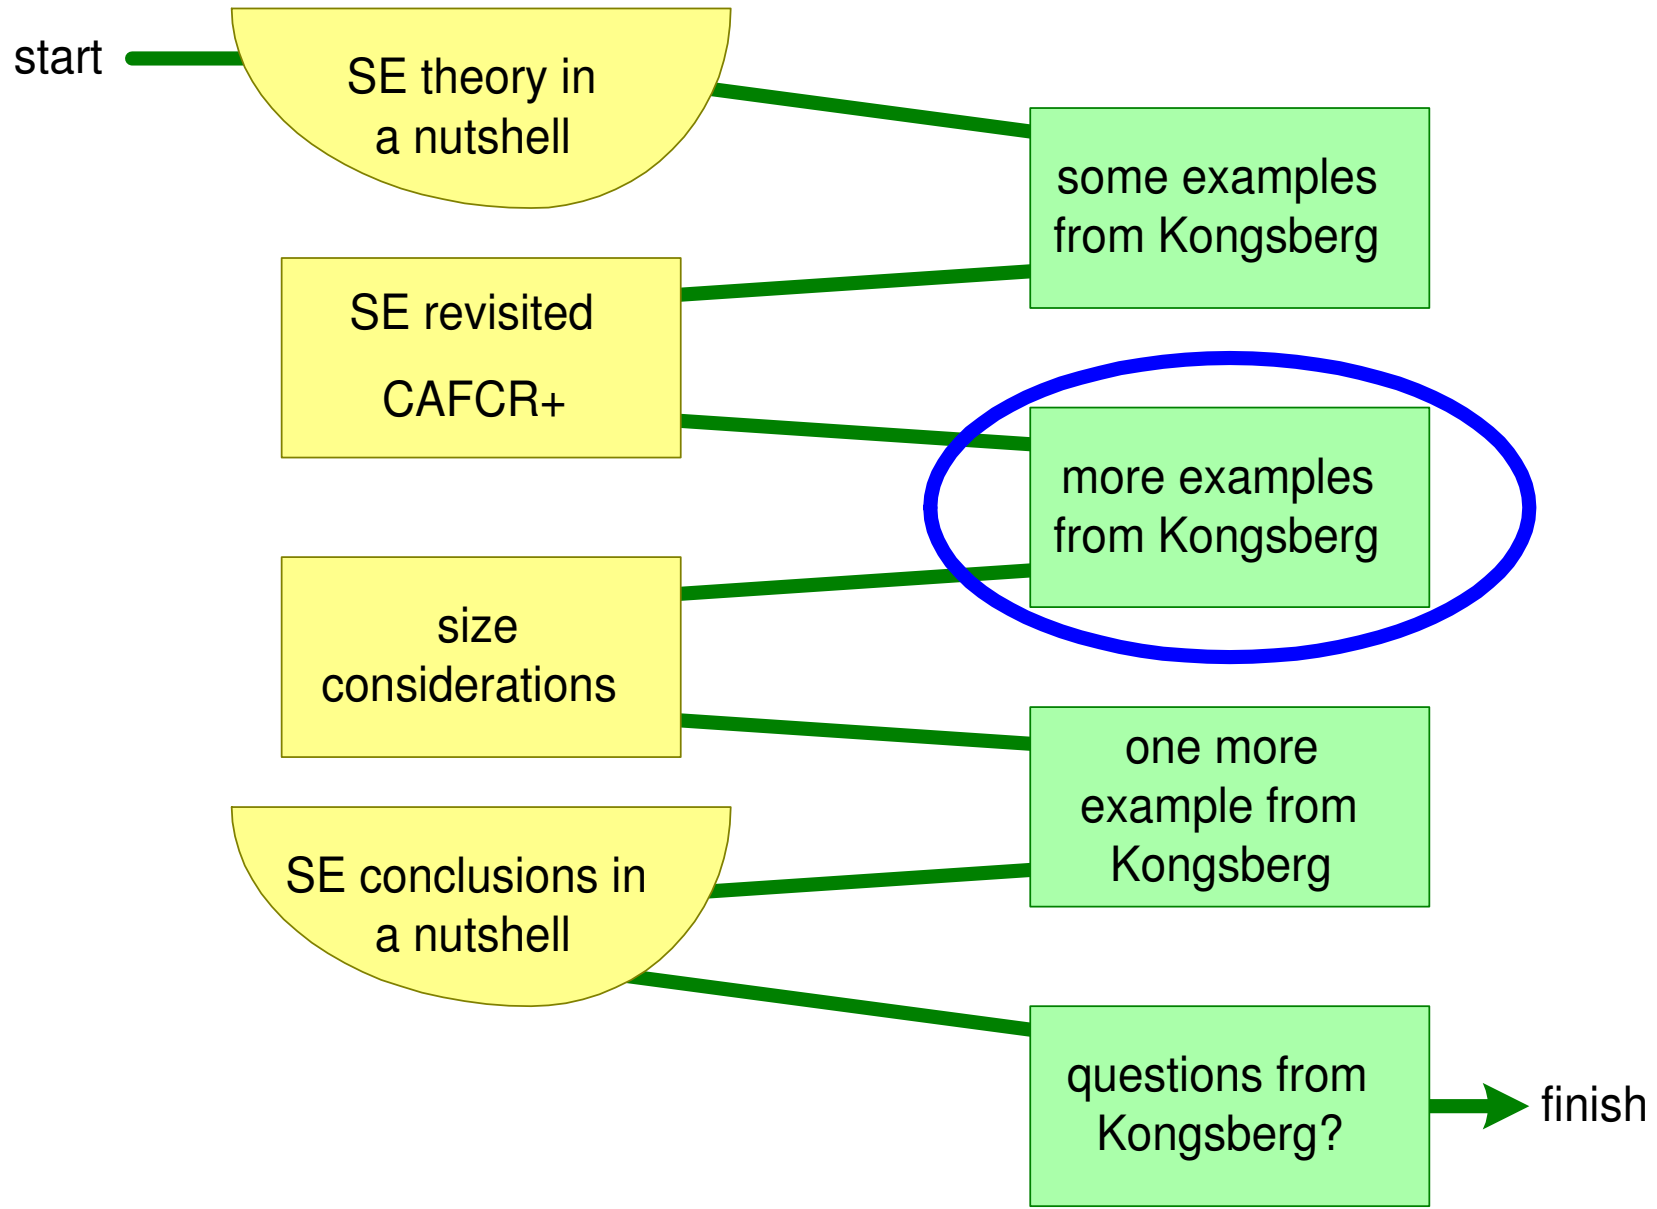 start
SE theory in
a nutshell
some examples
from Kongsberg
SE revisited
CAFCR+
more examples
from Kongsberg
size
considerations
one more
example from
Kongsberg
SE conclusions in
a nutshell
questions from
Kongsberg?
finish